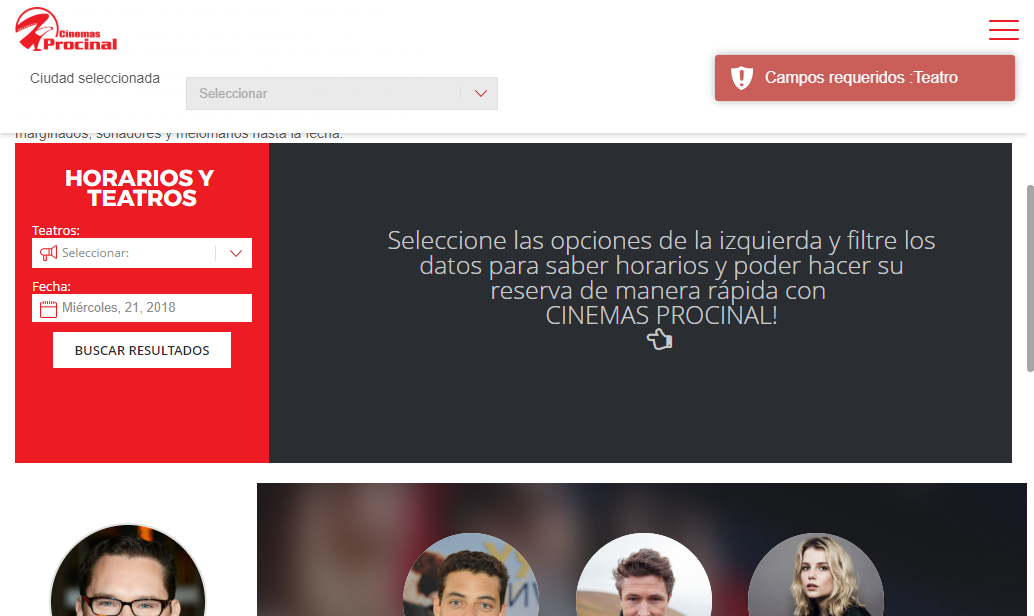 Cinemas
Procinal
Ciudad seleccionada
Seleccionar
Campos requeridos :Teatro
marginados, soñadores y melómanos hasta la fecha.
HORARIOS Y
TEATROS
Teatros:
Seleccionar:
Fecha:
Miércoles, 21, 2018
BUSCAR RESULTADOS
Seleccione las opciones de la izquierda y filtre los
datos para saber horarios y poder hacer su
reserva de manera rápida con
CINEMAS PROCINAL!